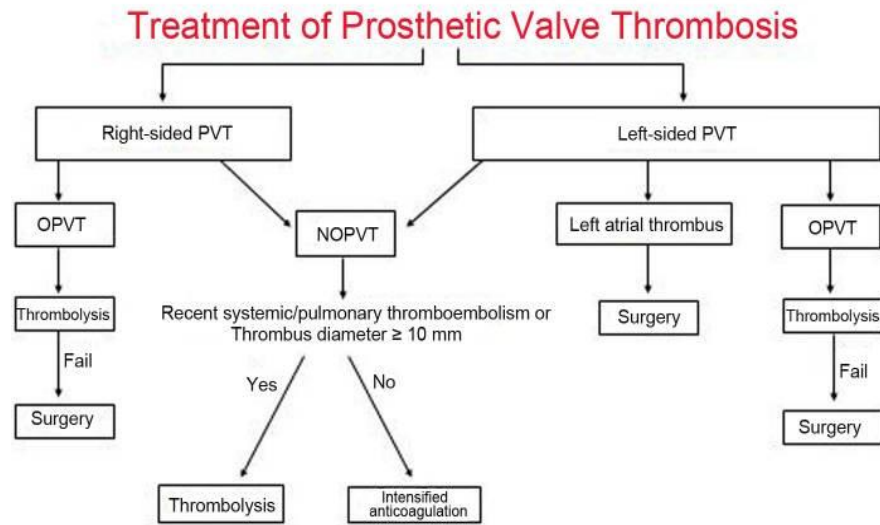 Treatment of Prosthetic Valve Thrombosis
Right-sided PVT
Left-sided PVT
OPVT
NOPVT
Left atrial thrombus
OPVT
Thrombolysis
Recent systemic/pulmonary thromboembolism or
Thrombus diameter ≥ 10 mm
Surgery
Thrombolysis
Fail
Yes
No
Fail
Surgery
Surgery
Thrombolysis
Intensified
anticoagulation